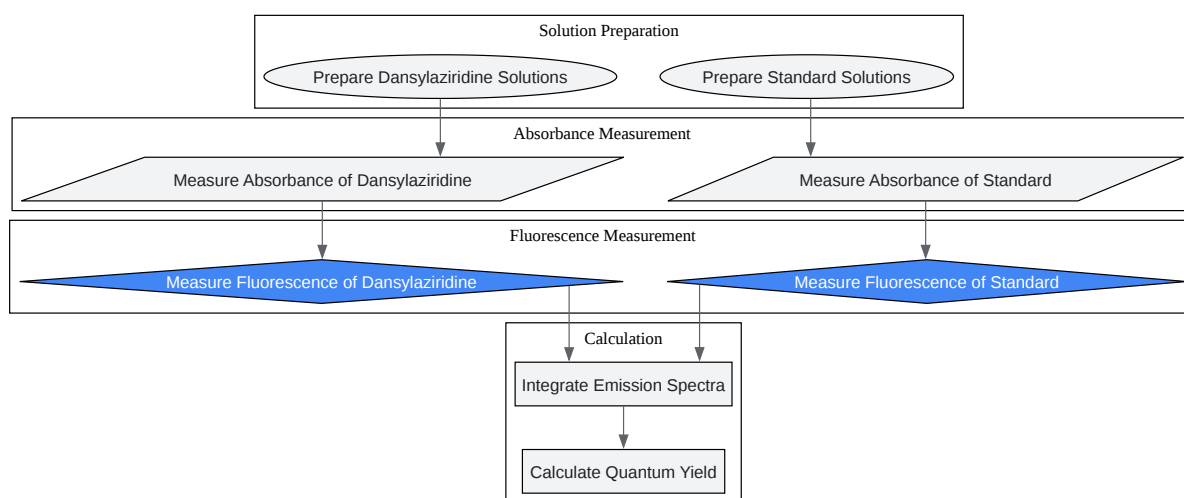 Solution Preparation
Prepare Dansylaziridine Solutions
Prepare Standard Solutions
Absorbance Measurement
Measure Absorbance of Dansylaziridine
Measure Absorbance of Standard
Fluorescence Measurement
Measure Fluorescence of Dansylaziridine
Measure Fluorescence of Standard
Calculation
Integrate Emission Spectra
Calculate Quantum Yield